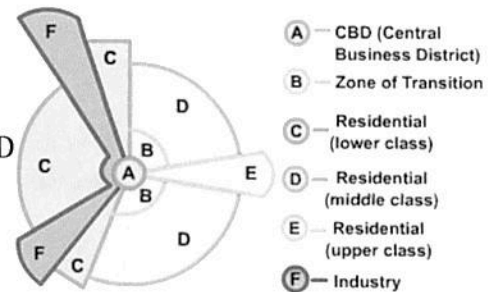 F
C
D
D
B
C
A
E
B
D
F
C
A
CBD (Central
Business District)
B
Zone of Transition
C
Residential
(lower class)
D
Residential
(middle class)
E
Residential
(upper class)
F
Industry